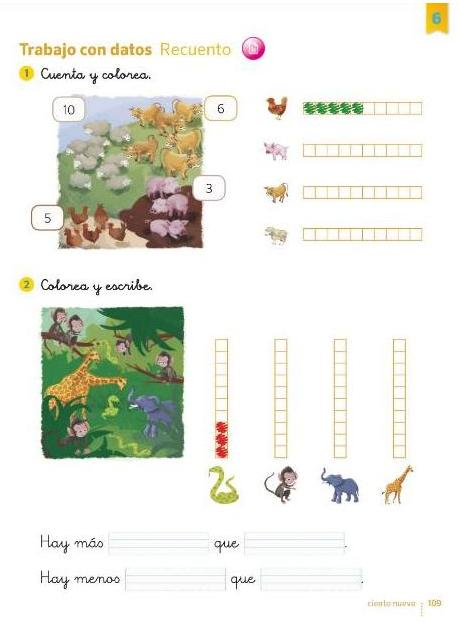 6
Trabajo con datos Recuento
1 Cuenta y colorea.
10
6
3
5
2 Colorea y escribe.
Hay más que .
Hay menos que .
ciento nueve 109